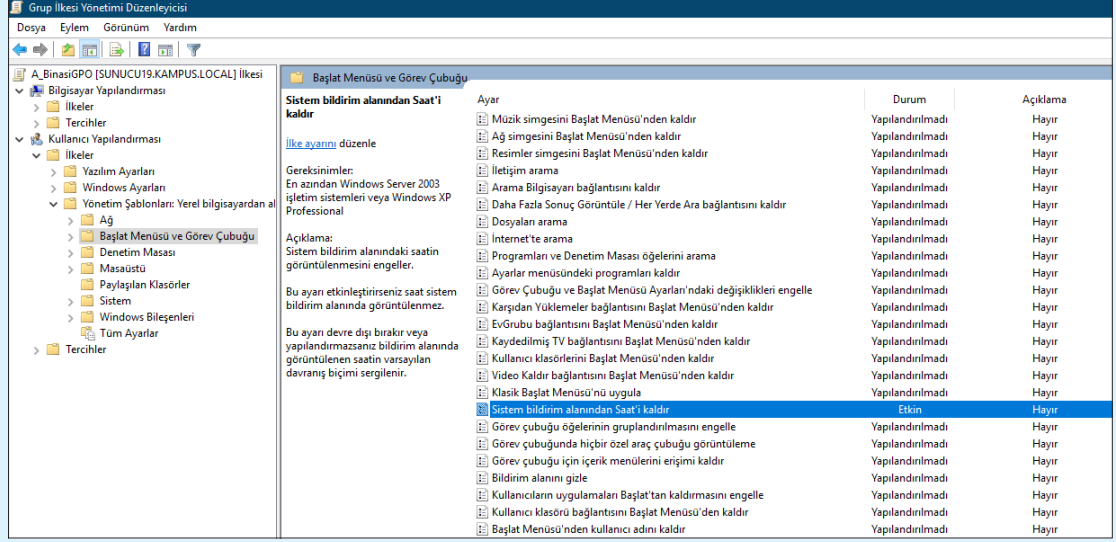 Grup İlkesi Yönetimi Düzenleyicisi
Dosya Eylem Görünüm Yardım
A_BinasiGPO [SUNUCU19.KAMPUS.LOCAL] İlkesi
Bilgisayar Yapılandırması
İlkeler
Tercihler
Kullanıcı Yapılandırması
İlkeler
Yazılım Ayarları
Windows Ayarları
Yönetim Şablonları: Yerel bilgisayardan al
Ağ
Başlat Menüsü ve Görev Çubuğu
Denetim Masası
Masaüstü
Paylaşılan Klasörler
Sistem
Windows Bileşenleri
Tüm Ayarlar
Tercihler
Başlat Menüsü ve Görev Çubuğu
Sistem bildirim alanından Saat'i
kaldır
İlke ayarını düzenle
Gereksinimler:
En azından Windows Server 2003
işletim sistemleri veya Windows XP
Professional
Açıklama:
Sistem bildirim alanındaki saatin
görüntülenmesini engeller.
Bu ayarı etkinleştirirseniz saat sistem
bildirim alanında görüntülenmez.
Bu ayarı devre dışı bırakır veya
yapılandırmazsanız bildirim alanında
görüntülenen saatin varsayılan
davranış biçimi sergilenir.
Ayar Durum Açıklama
Müzik simgesini Başlat Menüsü'nden kaldır Yapılandırılmadı Hayır
Ağ simgesini Başlat Menüsü'nden kaldır Yapılandırılmadı Hayır
Resimler simgesini Başlat Menüsü'nden kaldır Yapılandırılmadı Hayır
İletişim arama Yapılandırılmadı Hayır
Arama Bilgisayarı bağlantısını kaldır Yapılandırılmadı Hayır
Daha Fazla Sonuç Görüntüle / Her Yerde Ara bağlantısını kaldır Yapılandırılmadı Hayır
Dosyaları arama Yapılandırılmadı Hayır
İnternet'te arama Yapılandırılmadı Hayır
Programları ve Denetim Masası öğelerini arama Yapılandırılmadı Hayır
Ayarlar menüsündeki programları kaldır Yapılandırılmadı Hayır
Görev Çubuğu ve Başlat Menüsü Ayarları'ndaki değişiklikleri engelle Yapılandırılmadı Hayır
Karşıdan Yüklemeler bağlantısını Başlat Menüsü'nden kaldır Yapılandırılmadı Hayır
EvGrubu bağlantısını Başlat Menüsü'nden kaldır Yapılandırılmadı Hayır
Kaydedilmiş TV bağlantısını Başlat Menüsü'nden kaldır Yapılandırılmadı Hayır
Kullanıcı klasörlerini Başlat Menüsü'nden kaldır Yapılandırılmadı Hayır
Video Kaldır bağlantısını Başlat Menüsü'nden kaldır Yapılandırılmadı Hayır
Klasik Başlat Menüsü'nü uygula Yapılandırılmadı Hayır
Sistem bildirim alanından Saat'i kaldır Etkin Hayır
Görev çubuğu öğelerinin gruplandırılmasını engelle Yapılandırılmadı Hayır
Görev çubuğunda hiçbir özel araç çubuğu görüntüleme Yapılandırılmadı Hayır
Görev çubuğu için içerik menülerini erişimi kaldır Yapılandırılmadı Hayır
Bildirim alanını gizle Yapılandırılmadı Hayır
Kullanıcıların uygulamaları Başlat'tan kaldırmasını engelle Yapılandırılmadı Hayır
Kullanıcı klasörü bağlantısını Başlat Menüsü'den kaldır Yapılandırılmadı Hayır
Başlat Menüsü'nden kullanıcı adını kaldır Yapılandırılmadı Hayır